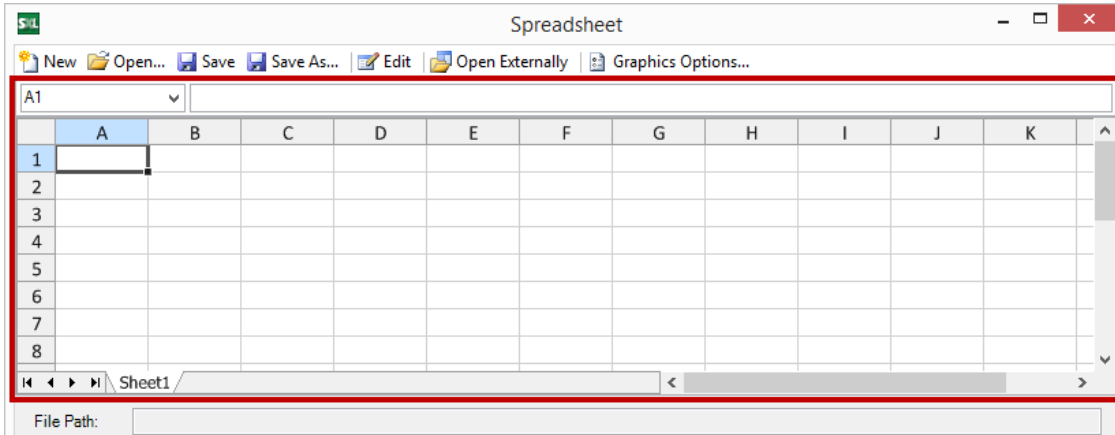 SXL Spreadsheet
New Open... Save Save As... Edit Open Externally Graphics Options...
A1
A B C D E F G H I J K
1
2
3
4
5
6
7
8
Sheet1
File Path: